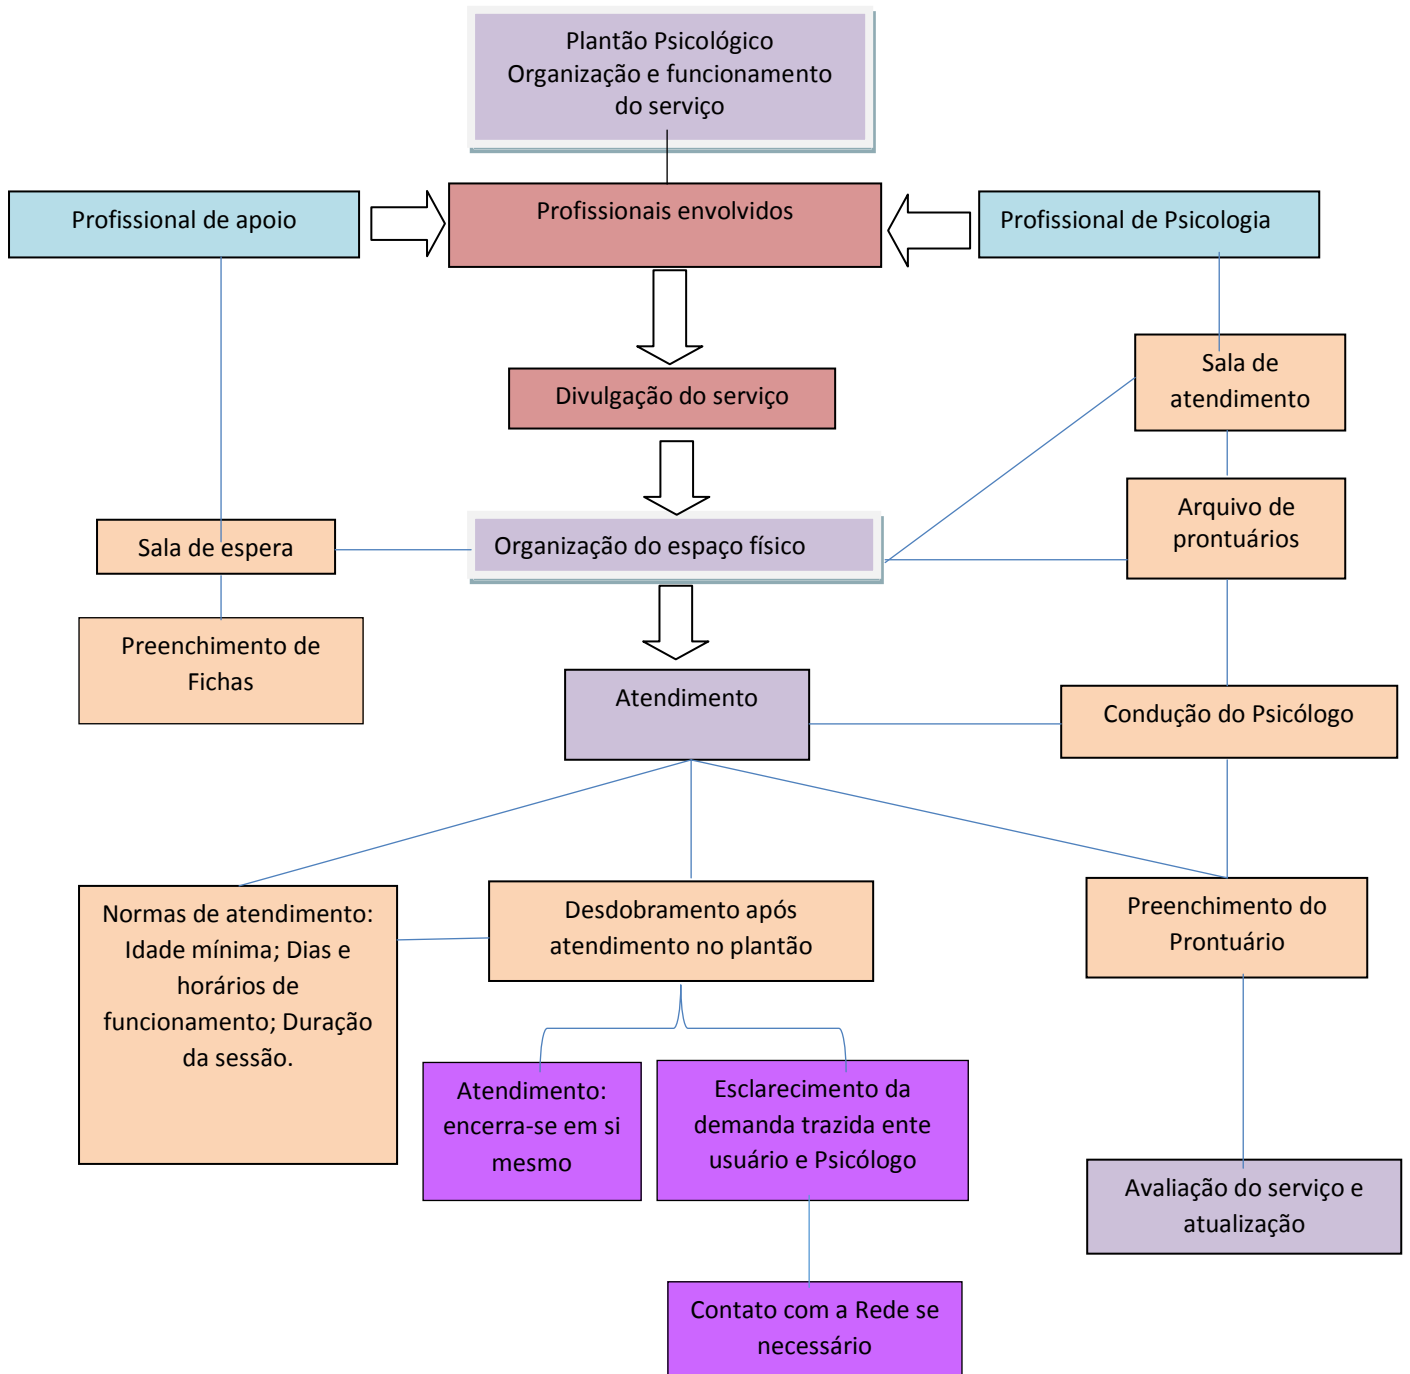 Plantão Psicológico
Organização e funcionamento
do serviço
Profissional de apoio
Profissionais envolvidos
Profissional de Psicologia
Divulgação do serviço
Sala de
atendimento
Arquivo de
prontuários
Sala de espera
Organização do espaço físico
Preenchimento de
Fichas
Atendimento
Condução do Psicólogo
Normas de atendimento:
Idade mínima; Dias e
horários de
funcionamento; Duração
da sessão.
Desdobramento após
atendimento no plantão
Preenchimento do
Prontuário
Atendimento:
encerra-se em si
mesmo
Esclarecimento da
demanda trazida ente
usuário e Psicólogo
Avaliação do serviço e
atualização
Contato com a Rede se
necessário